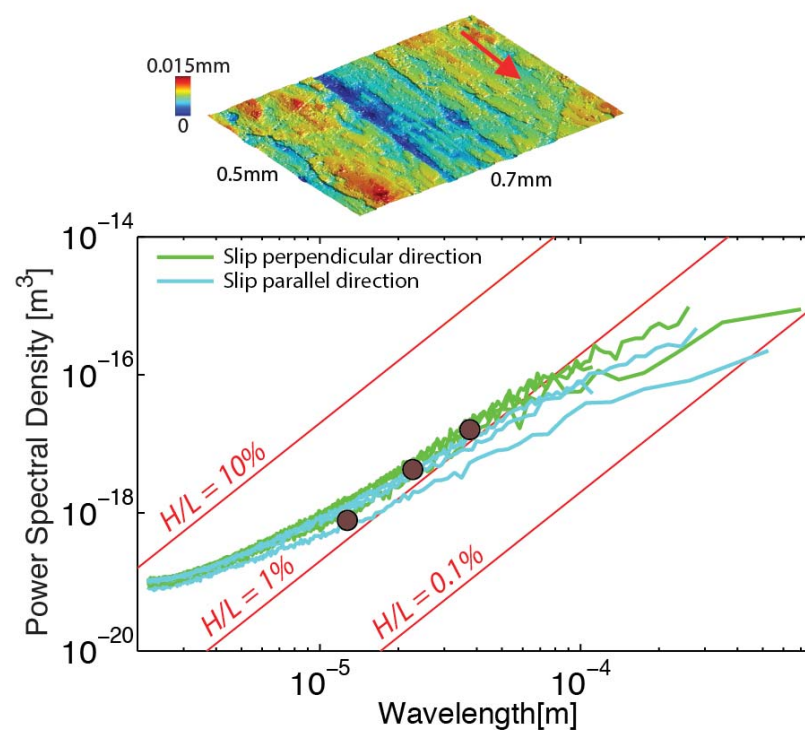 0.015mm
0
0.5mm
0.7mm
10⁻¹⁴
Slip perpendicular direction
Slip parallel direction
10⁻¹⁶
Power Spectral Density [m³]
H/L = 10%
10⁻¹⁸
H/L = 1%
H/L = 0.1%
10⁻²⁰
10⁻⁵
10⁻⁴
Wavelength[m]